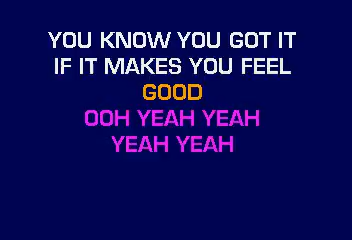 YOU KNOW YOU GOT IT
IF IT MAKES YOU FEEL
GOOD
OOH YEAH YEAH
YEAH YEAH